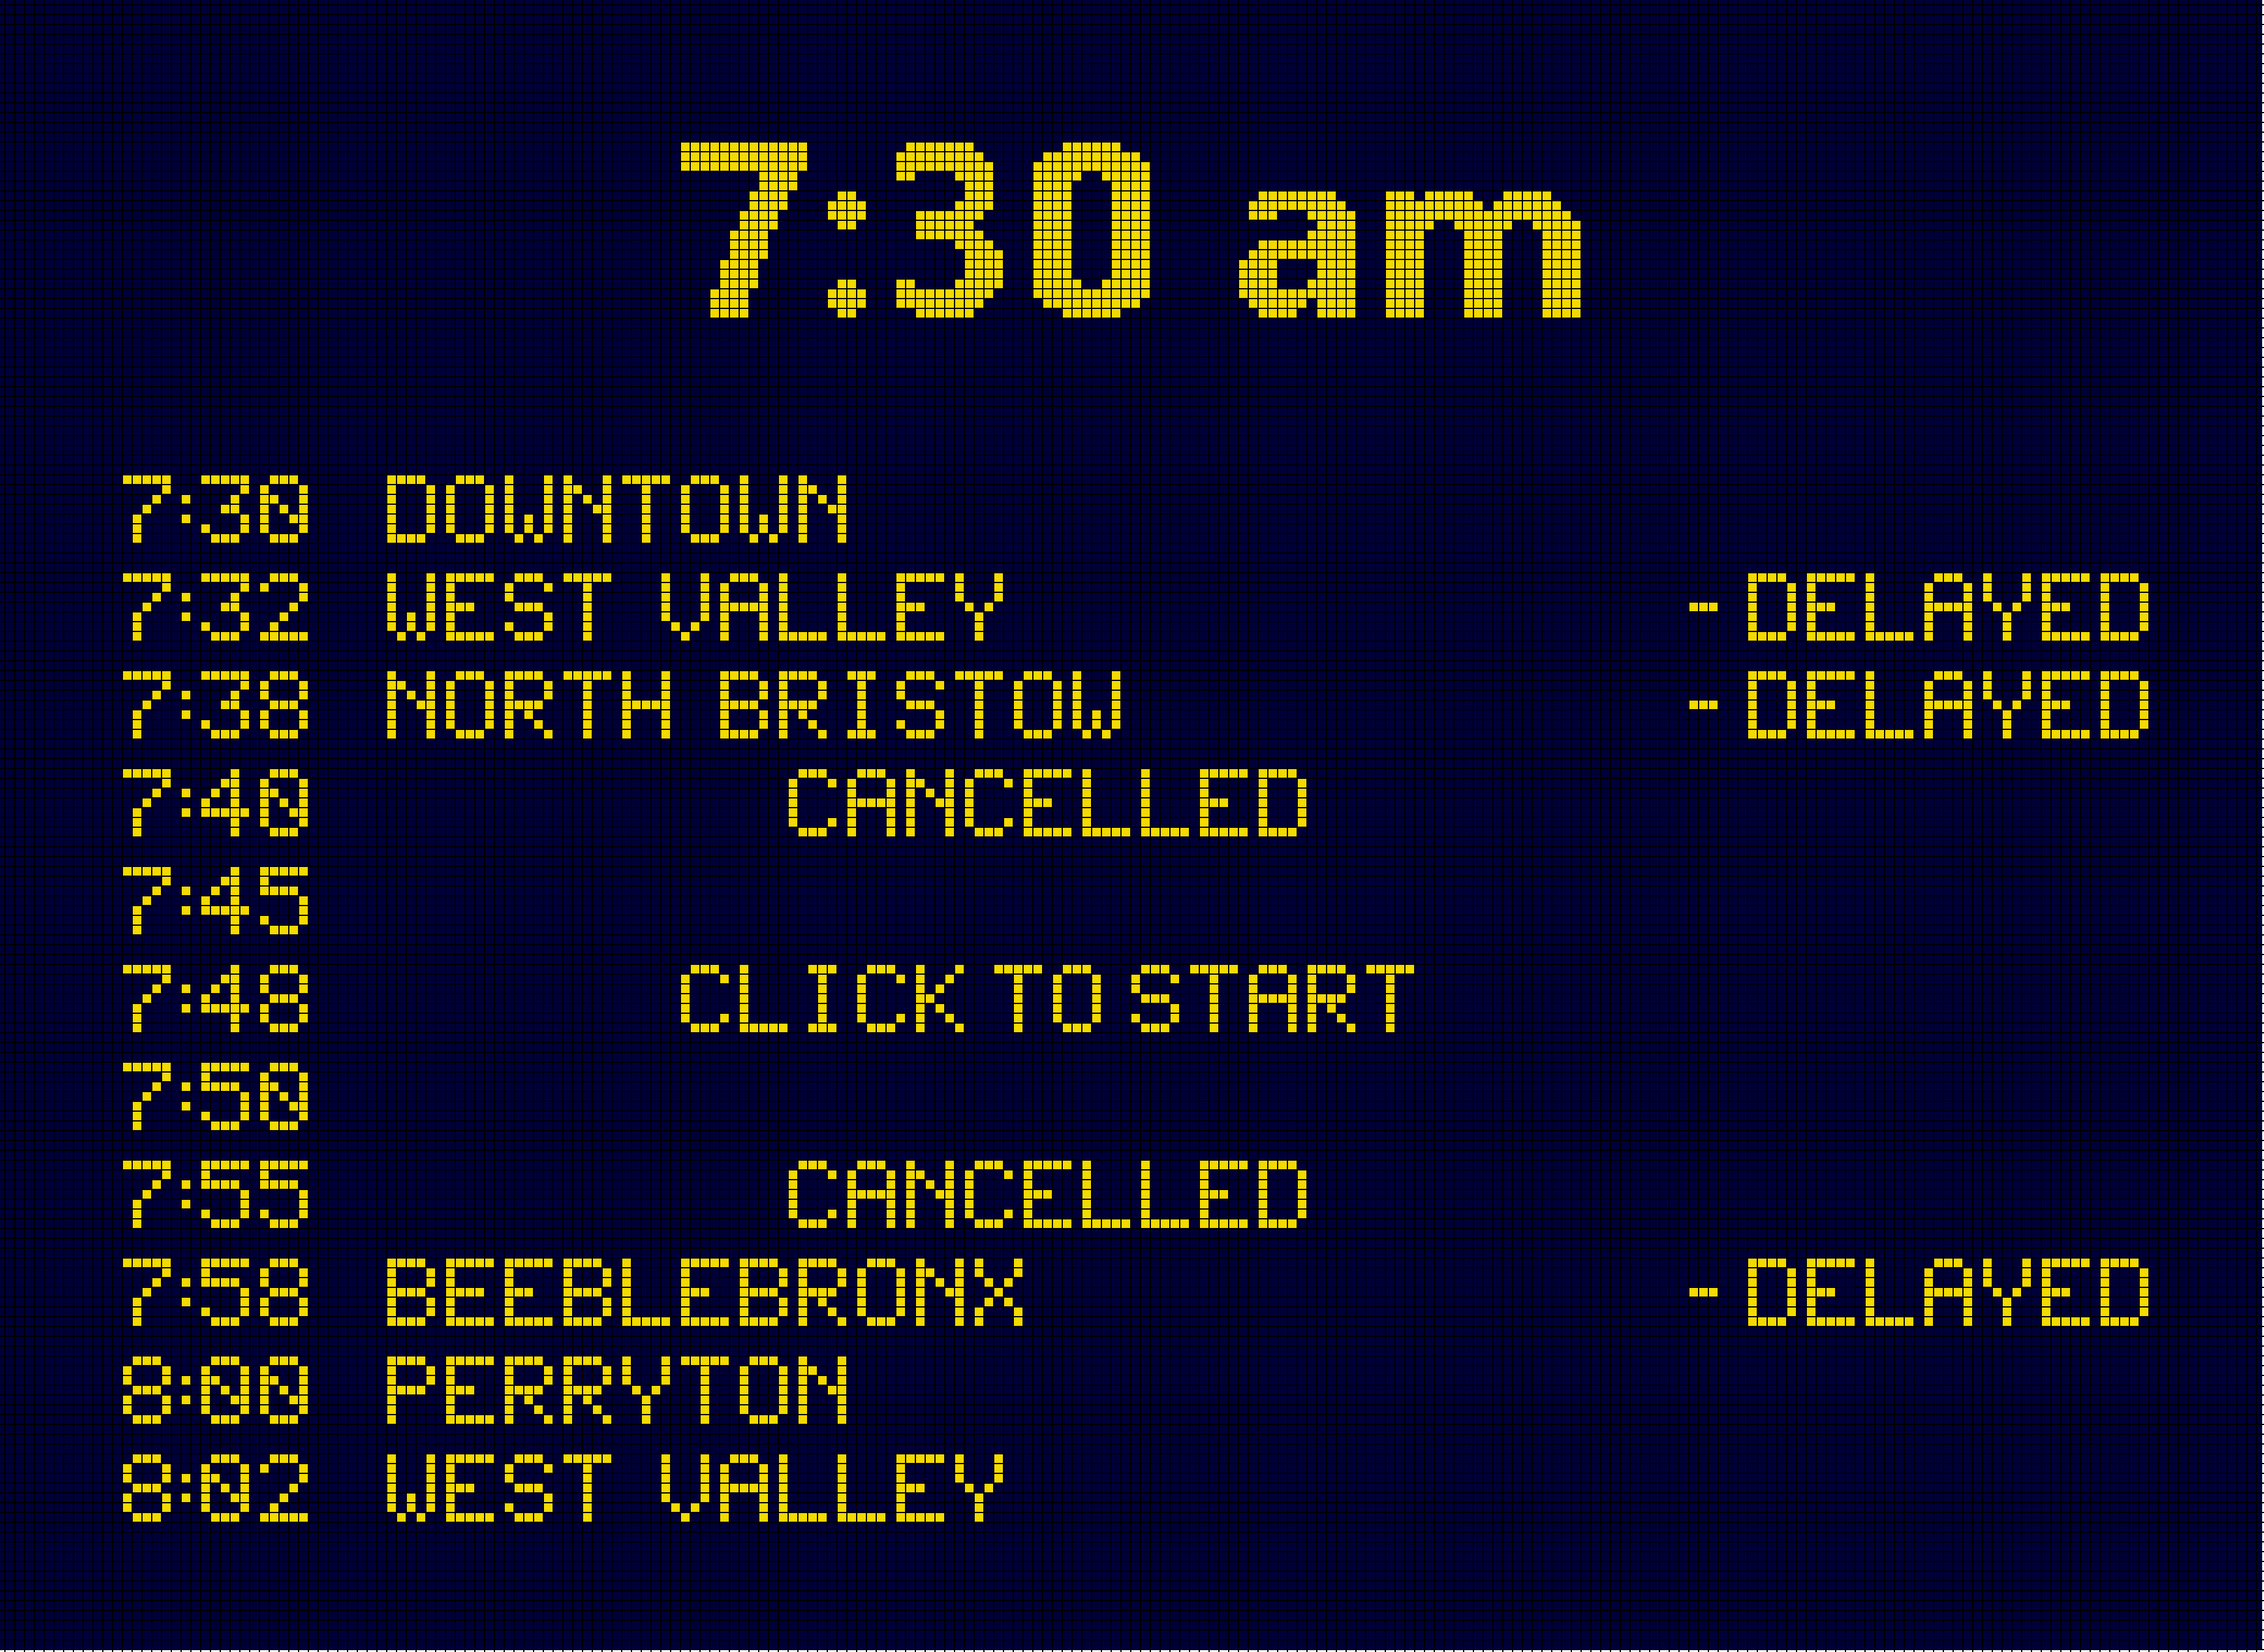 7:30 am
7:30 DOWNTOWN
7:32 WEST VALLEY - DELAYED
7:38 NORTH BRISTOW - DELAYED
7:40 CANCELLED
7:45
7:48 CLICK TO START
7:50
7:55 CANCELLED
7:58 BEEBLEBRONX - DELAYED
8:00 PERRYTON
8:02 WEST VALLEY